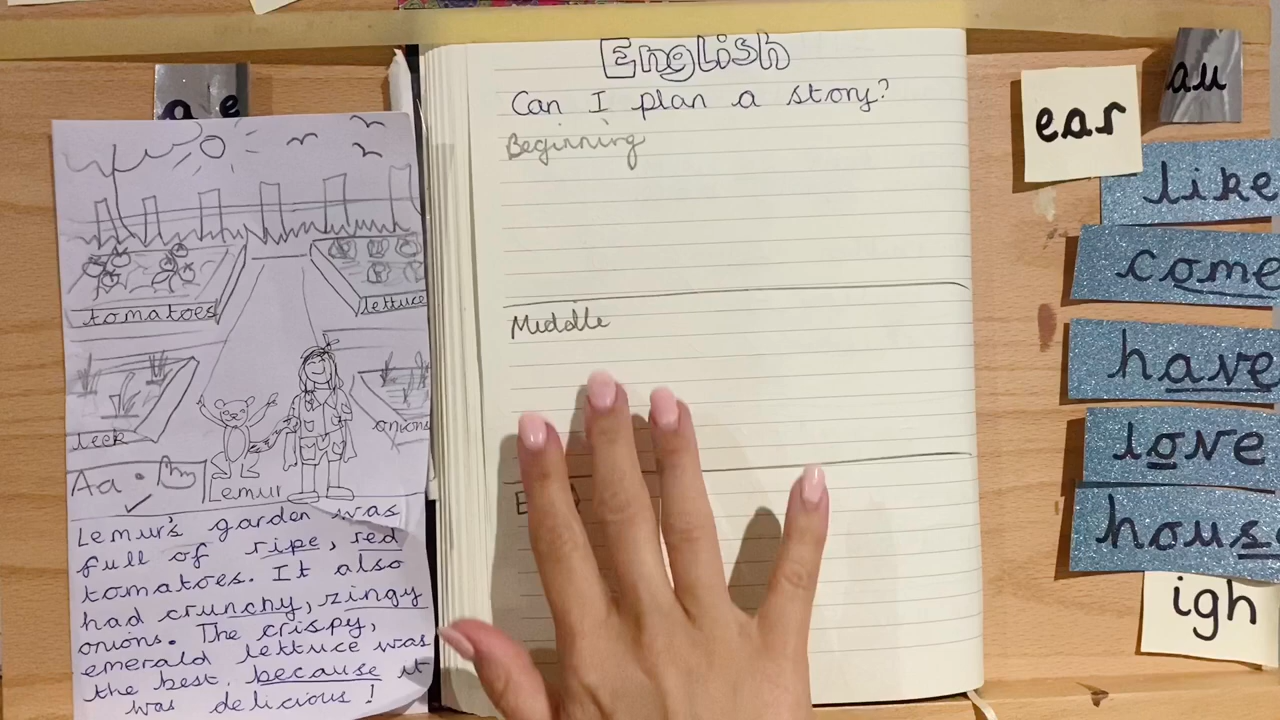 a e
tomatoes
lettuce
leek
onions
Aa
Lemur
Lemur's garden was
full of ripe, red
tomatoes. It also
had crunchy, zingy
onions. The crispy,
emerald lettuce was
the best, because it
was delicious!
English
Can I plan a story?
Beginning
Middle
ear
au
like
come
have
love
house
igh